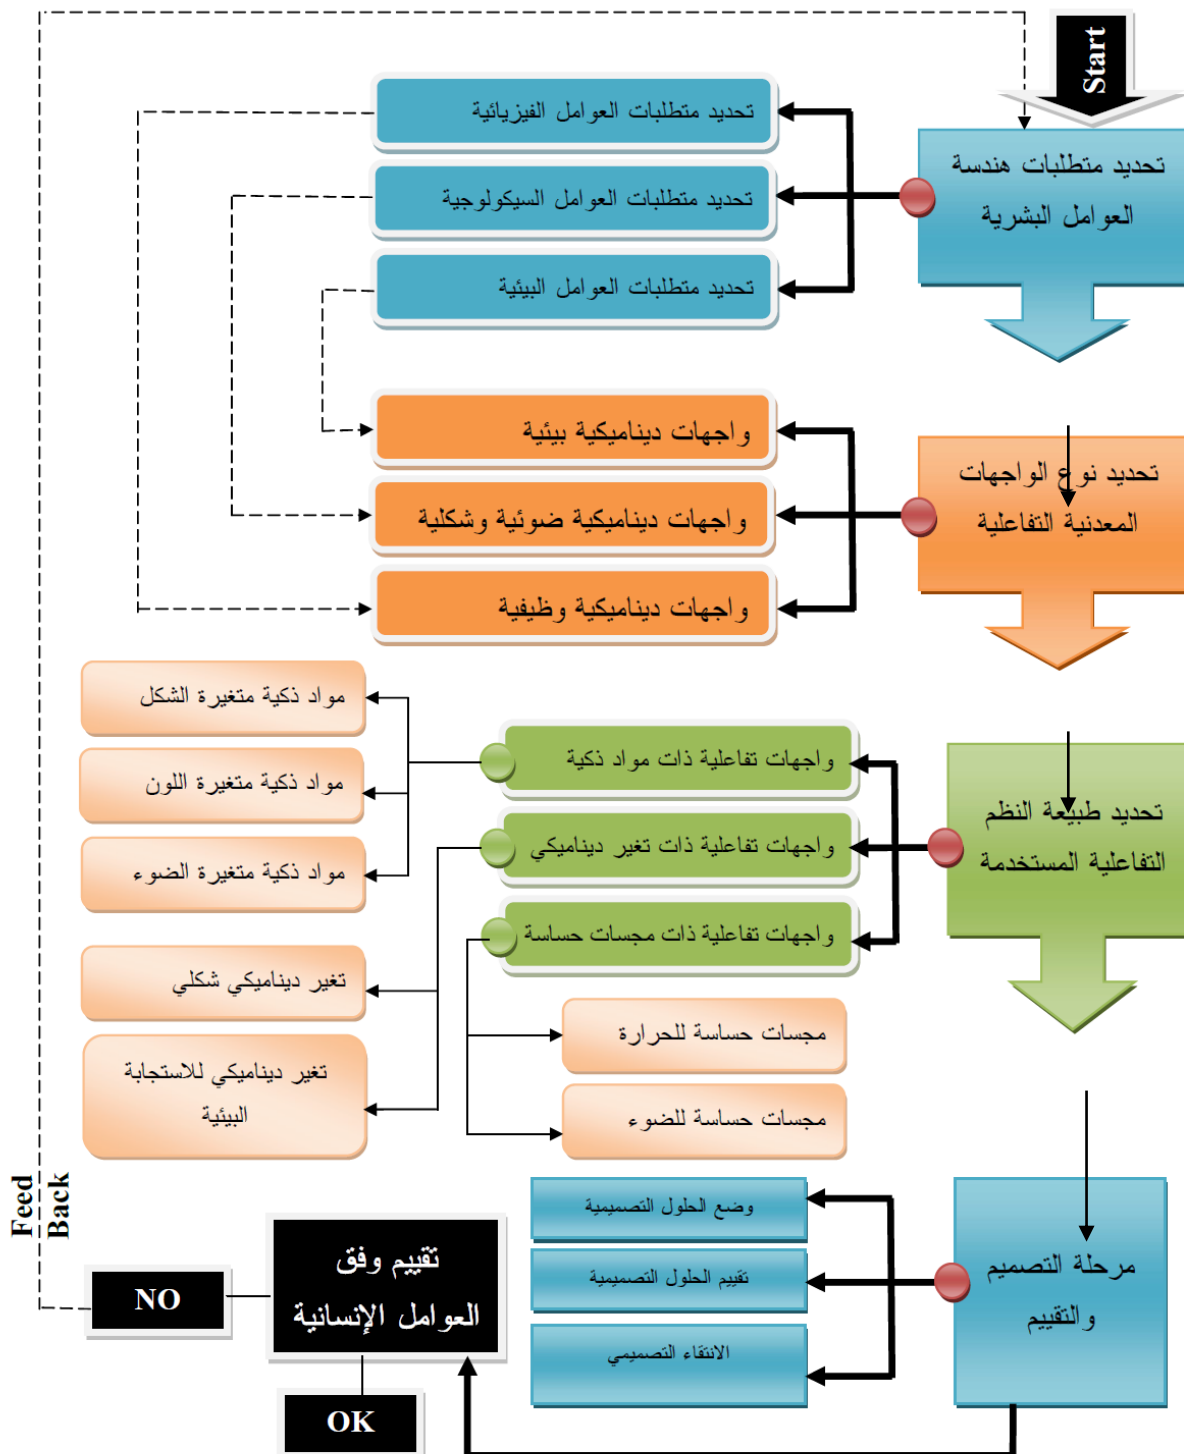 Start
تحديد متطلبات هندسة
العوامل البشرية
تحديد متطلبات العوامل الفيزيائية
تحديد متطلبات العوامل السيكولوجية
تحديد متطلبات العوامل البيئية
تحديد نوع الواجهات
المعدنية التفاعلية
واجهات ديناميكية بيئية
واجهات ديناميكية ضوئية وشكلية
واجهات ديناميكية وظيفية
تحديد طبيعة النظم
التفاعلية المستخدمة
واجهات تفاعلية ذات مواد ذكية
واجهات تفاعلية ذات تغير ديناميكي
واجهات تفاعلية ذات مجسات حساسة
مواد ذكية متغيرة الشكل
مواد ذكية متغيرة اللون
مواد ذكية متغيرة الضوء
تغير ديناميكي شكلي
تغير ديناميكي للاستجابة
البيئية
مجسات حساسة للحرارة
مجسات حساسة للضوء
مرحلة التصميم
والتقييم
وضع الحلول التصميمية
تقييم الحلول التصميمية
الانتقاء التصميمي
تقييم وفق
العوامل الإنسانية
NO
OK
Feed
Back